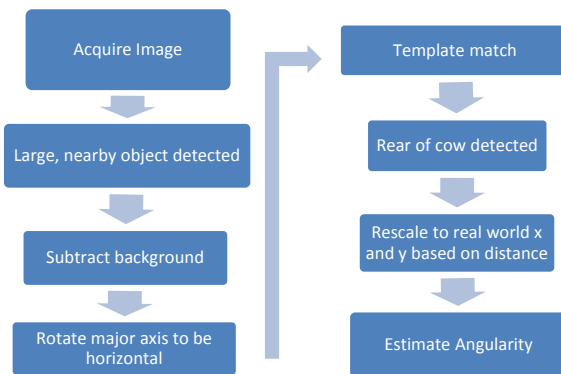 Acquire Image
Large, nearby object detected
Subtract background
Rotate major axis to be
horizontal
Template match
Rear of cow detected
Rescale to real world x
and y based on distance
Estimate Angularity